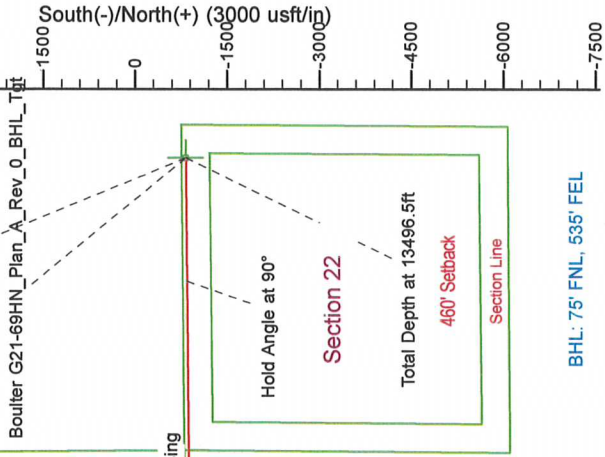 South(-)/North(+) (3000 usft/in)
1500
0
-1500
-3000
-4500
-6000
-7500
Boulter G21-69HN_Plan_A_Rev_0_BHL_Tgt
Hold Angle at 90°
Section 22
Total Depth at 13496.5ft
460' Setback
Section Line
BHL: 75' FNL, 535' FEL
ing